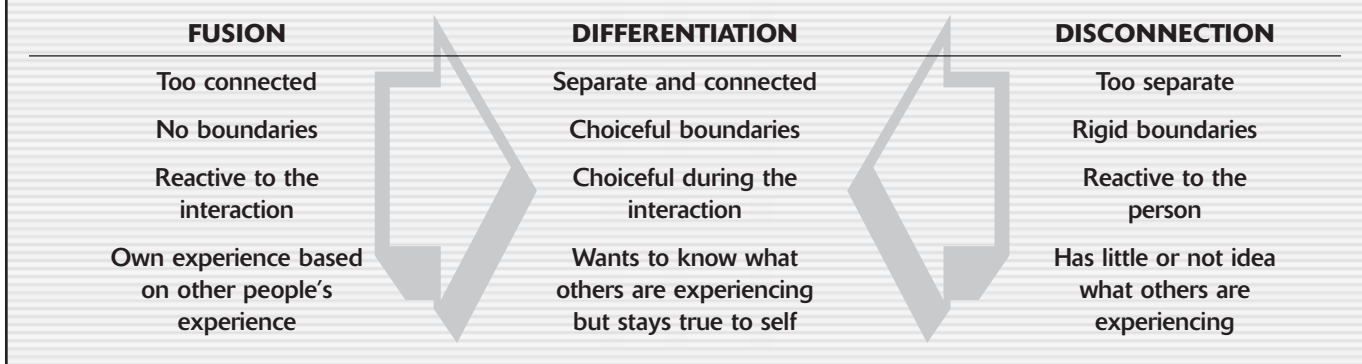 FUSION
DIFFERENTIATION
DISCONNECTION
Too connected
Separate and connected
Too separate
No boundaries
Choiceful boundaries
Rigid boundaries
Reactive to the
interaction
Choiceful during the
interaction
Reactive to the
person
Own experience based
on other people's
experience
Wants to know what
others are experiencing
but stays true to self
Has little or not idea
what others are
experiencing